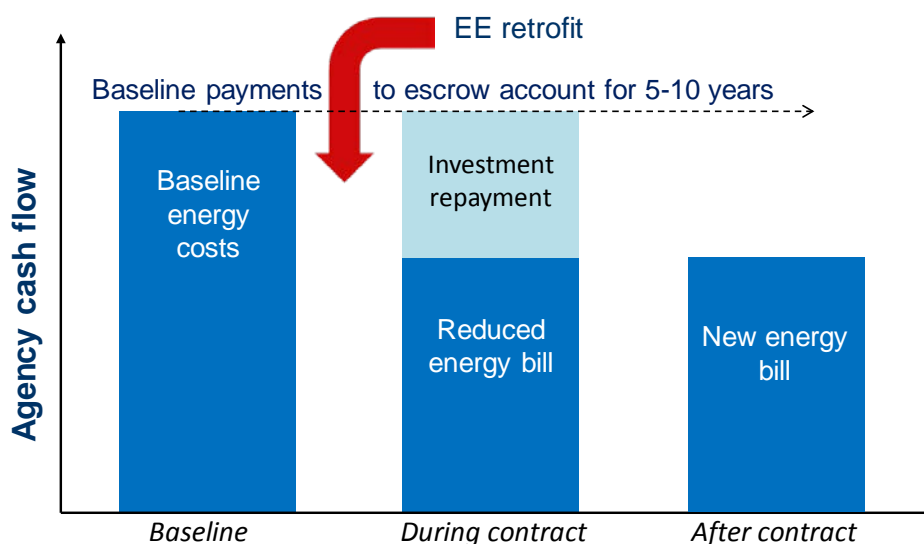 EE retrofit
Baseline payments to escrow account for 5-10 years
Agency cash flow
Baseline
energy
costs
Investment
repayment
Reduced
energy bill
New energy
bill
Baseline
During contract
After contract